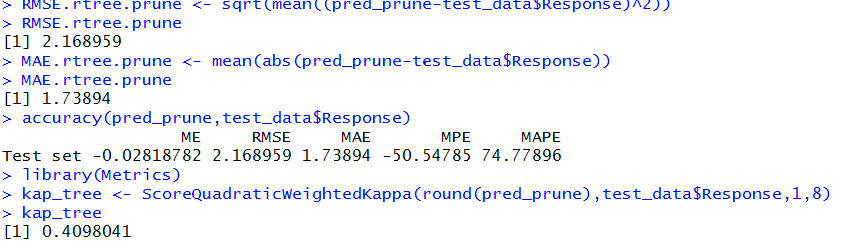 > RMSE.rtree.prune <- sqrt(mean((pred_prune-test_data$Response)^2))
> RMSE.rtree.prune
[1] 2.168959
> MAE.rtree.prune <- mean(abs(pred_prune-test_data$Response))
> MAE.rtree.prune
[1] 1.73894
> accuracy(pred_prune,test_data$Response)
                  ME     RMSE     MAE       MPE     MAPE
Test set -0.02818782 2.168959 1.73894 -50.54785 74.77896
> library(Metrics)
> kap_tree <- ScoreQuadraticWeightedKappa(round(pred_prune),test_data$Response,1,8)
> kap_tree
[1] 0.4098041